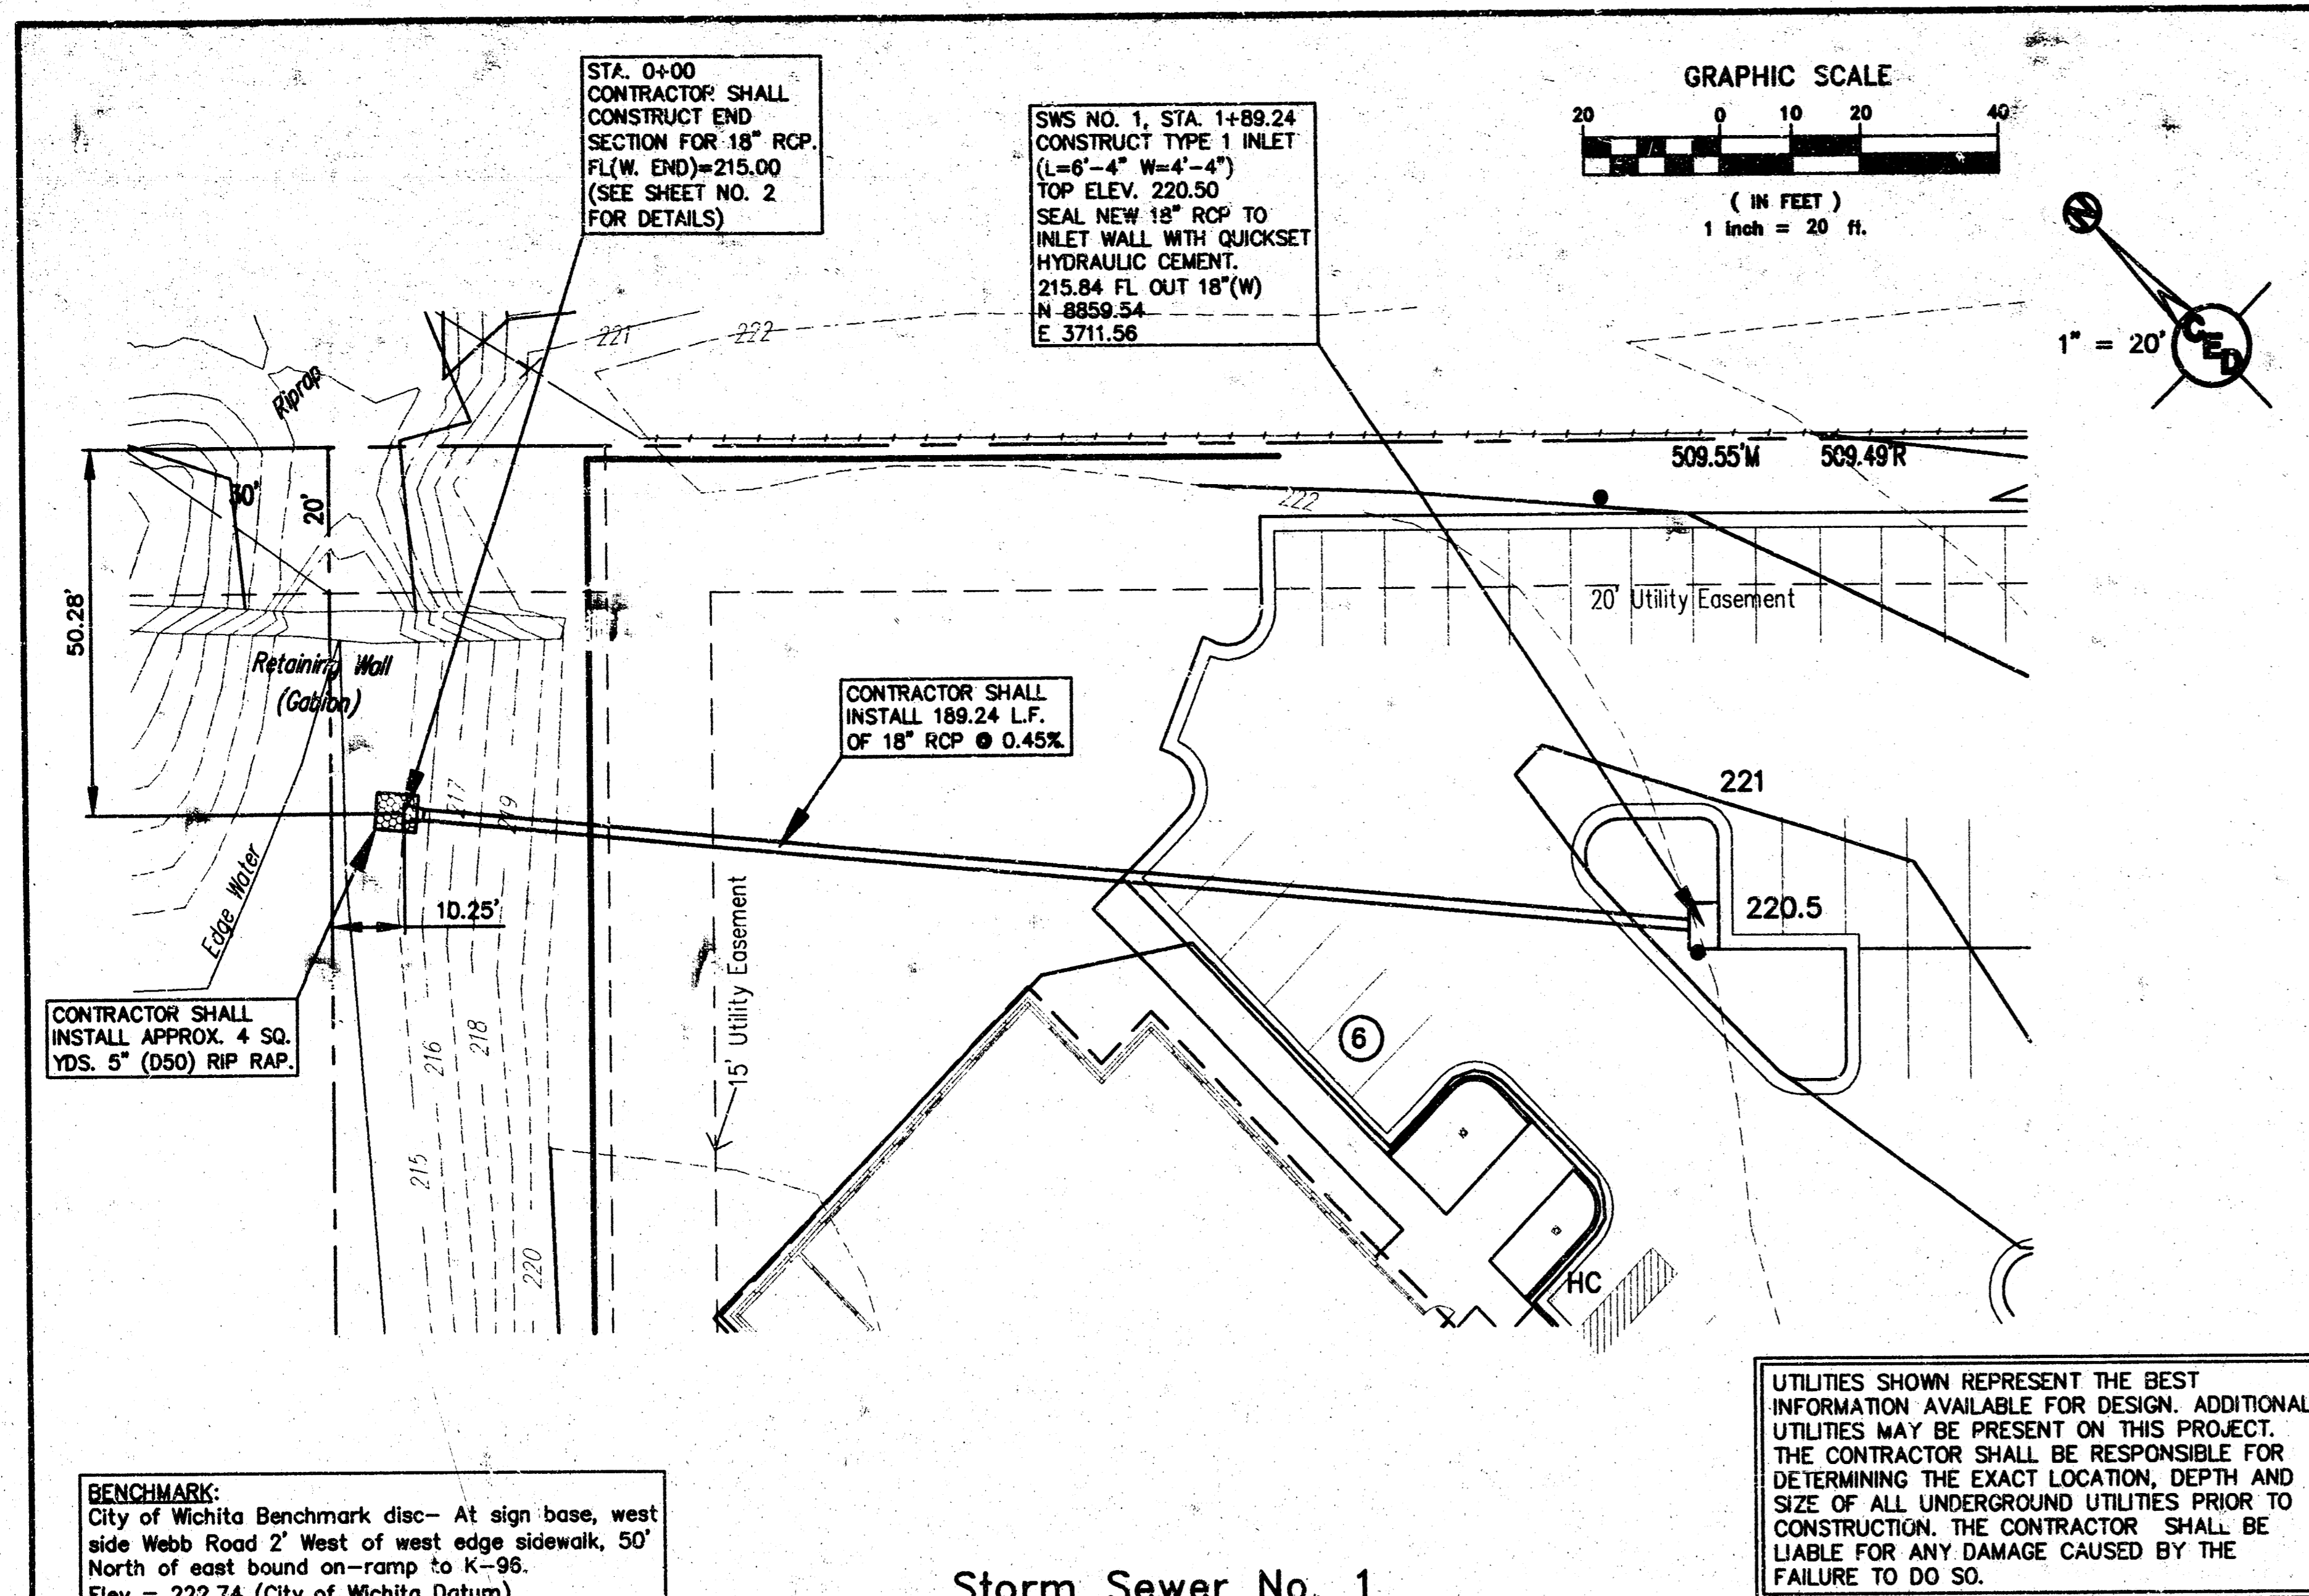 STA. 0+00
CONTRACTOR SHALL
CONSTRUCT END
SECTION FOR 18" RCP.
FL(W. END)=215.00
(SEE SHEET NO. 2
FOR DETAILS)
SWS NO. 1, STA. 1+89.24
CONSTRUCT TYPE 1 INLET
(L=6'-4" W=4'-4")
TOP ELEV. 220.50
SEAL NEW 18" RCP TO
INLET WALL WITH QUICKSET
HYDRAULIC CEMENT.
215.84 FL OUT 18"(W)
N 8859.54
E 3711.56
GRAPHIC SCALE
20 0 10 20 40
( IN FEET )
1 inch = 20 ft.
N
1" = 20'
CED
221
222
Riprap
509.55'M
509.49'R
30'
20'
222
50.28'
20' Utility Easement
Retaining Wall
(Gabion)
CONTRACTOR SHALL
INSTALL 189.24 L.F.
OF 18" RCP @ 0.45%.
221
217
219
220.5
10.25'
Edge Water
15' Utility Easement
CONTRACTOR SHALL
INSTALL APPROX. 4 SQ.
YDS. 5" (D50) RIP RAP.
216
218
6
215
220
HC
UTILITIES SHOWN REPRESENT THE BEST
INFORMATION AVAILABLE FOR DESIGN. ADDITIONAL
UTILITIES MAY BE PRESENT ON THIS PROJECT.
THE CONTRACTOR SHALL BE RESPONSIBLE FOR
DETERMINING THE EXACT LOCATION, DEPTH AND
SIZE OF ALL UNDERGROUND UTILITIES PRIOR TO
CONSTRUCTION. THE CONTRACTOR SHALL BE
LIABLE FOR ANY DAMAGE CAUSED BY THE
FAILURE TO DO SO.
BENCHMARK:
City of Wichita Benchmark disc- At sign base, west
side Webb Road 2' West of west edge sidewalk, 50'
North of east bound on-ramp to K-96.
Elev = 222.74 (City of Wichita Datum)
Storm Sewer No. 1